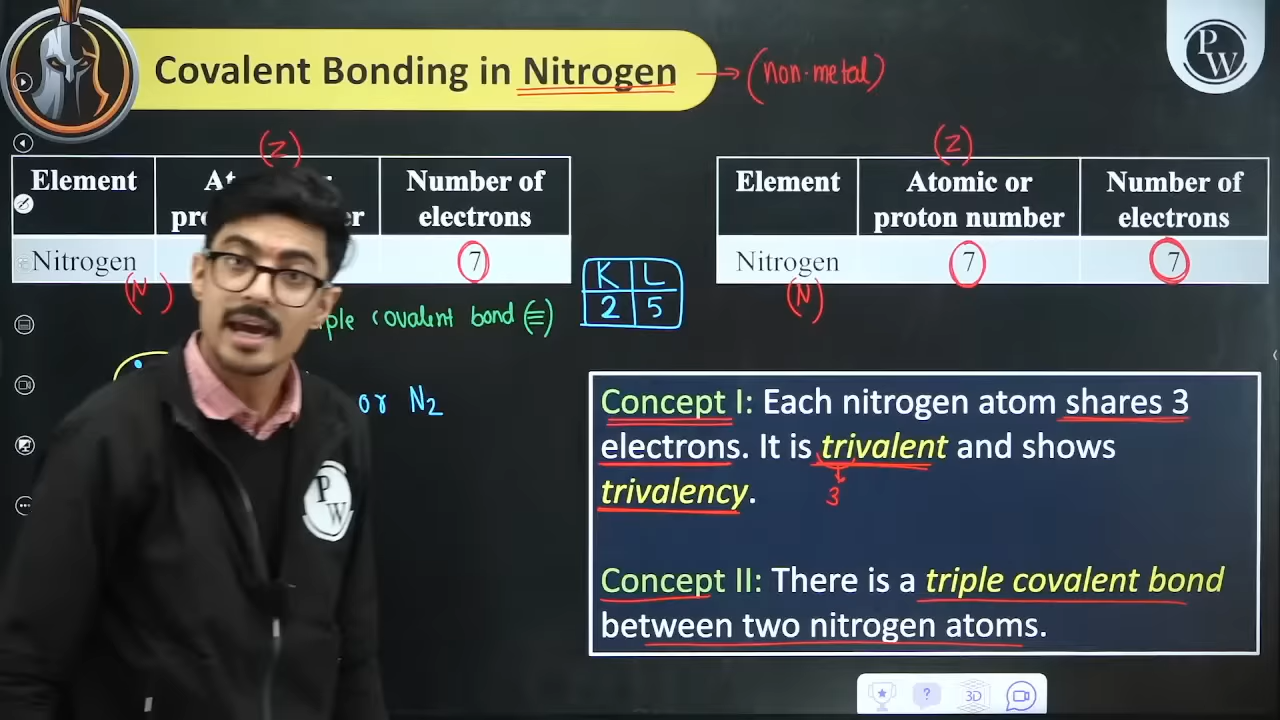 Covalent Bonding in Nitrogen → (non-metal)
P
W
(Z)
(Z)
Element
Number of
electrons
Nitrogen
7
(N)
Element
Atomic or
proton number
Number of
electrons
Nitrogen
7
7
(N)
K L
2 5
covalent bond (≡)
or N2
P
W
Concept I: Each nitrogen atom shares 3
electrons. It is trivalent and shows
trivalency.
3
Concept II: There is a triple covalent bond
between two nitrogen atoms.
?
3D